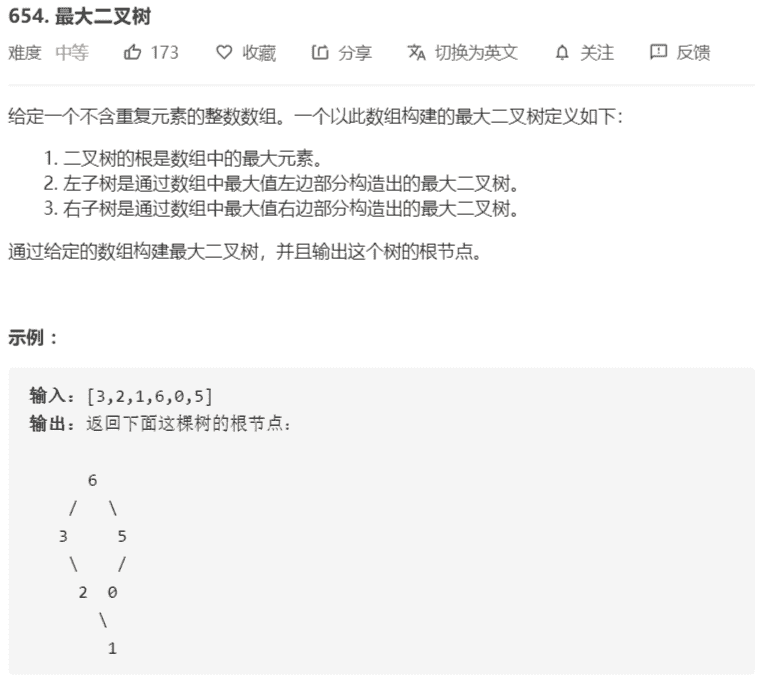 654. 最大二叉树
难度 中等 173 收藏 分享 切换为英文 关注 反馈
给定一个不含重复元素的整数数组。一个以此数组构建的最大二叉树定义如下：
1. 二叉树的根是数组中的最大元素。
2. 左子树是通过数组中最大值左边部分构造出的最大二叉树。
3. 右子树是通过数组中最大值右边部分构造出的最大二叉树。
通过给定的数组构建最大二叉树，并且输出这个树的根节点。
示例：
输入：[3,2,1,6,0,5]
输出：返回下面这棵树的根节点：
6
/ \
3 5
\ /
2 0
\
1